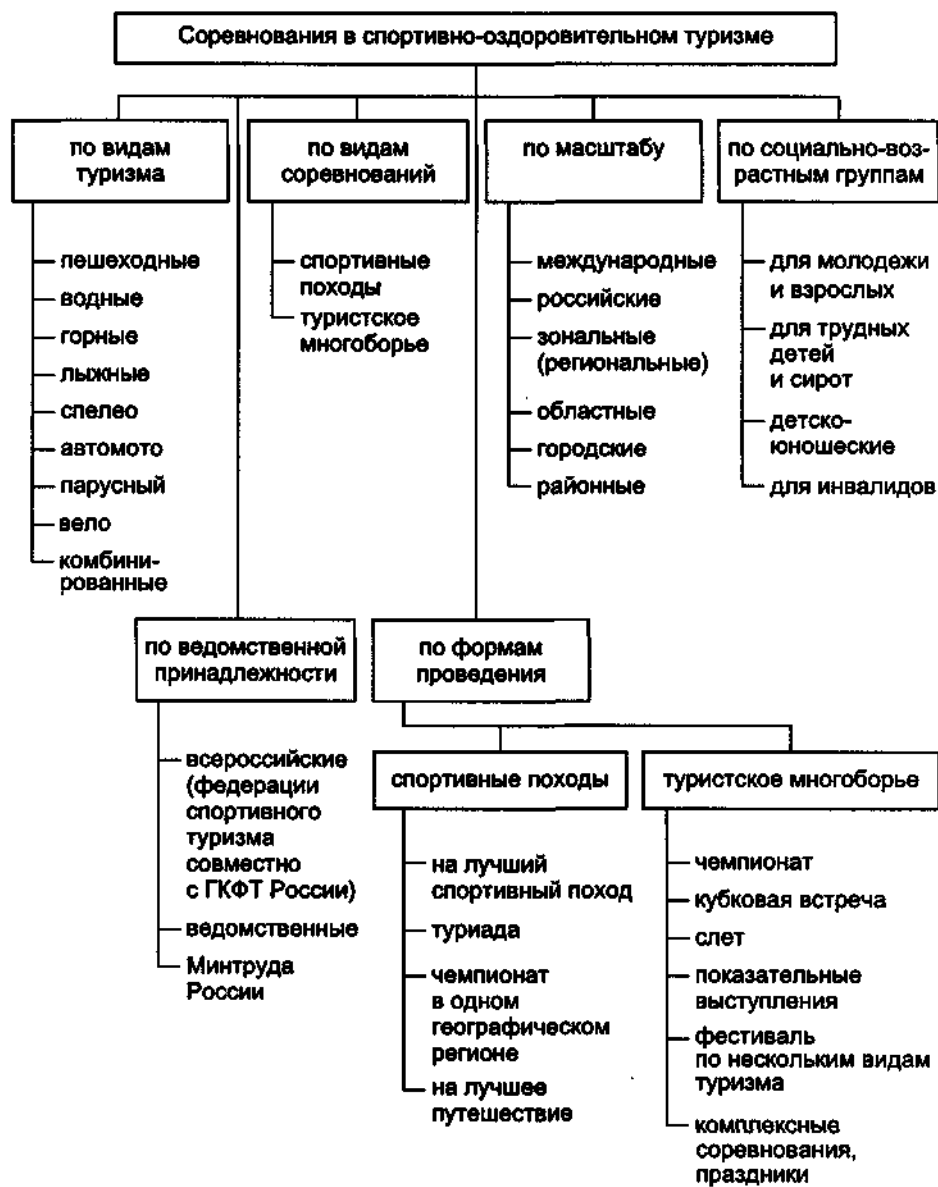 Соревнования в спортивно-оздоровительном туризме
по видам
туризма
пешеходные
водные
горные
лыжные
спелео
автомото
парусный
вело
комбини-
рованные
по видам
соревнований
спортивные
походы
туристское
многоборье
по масштабу
международные
российские
зональные
(региональные)
областные
городские
районные
по социально-воз-
растным группам
для молодежи
и взрослых
для трудных
детей
и сирот
детско-
юношеские
для инвалидов
по ведомственной
принадлежности
всероссийские
(федерации
спортивного
туризма
совместно
с ГКФТ России)
ведомственные
Минтруда
России
по формам
проведения
спортивные походы
на лучший
спортивный поход
туриада
чемпионат
в одном
географическом
регионе
на лучшее
путешествие
туристское многоборье
чемпионат
кубковая встреча
слет
показательные
выступления
фестиваль
по нескольким видам
туризма
комплексные
соревнования,
праздники